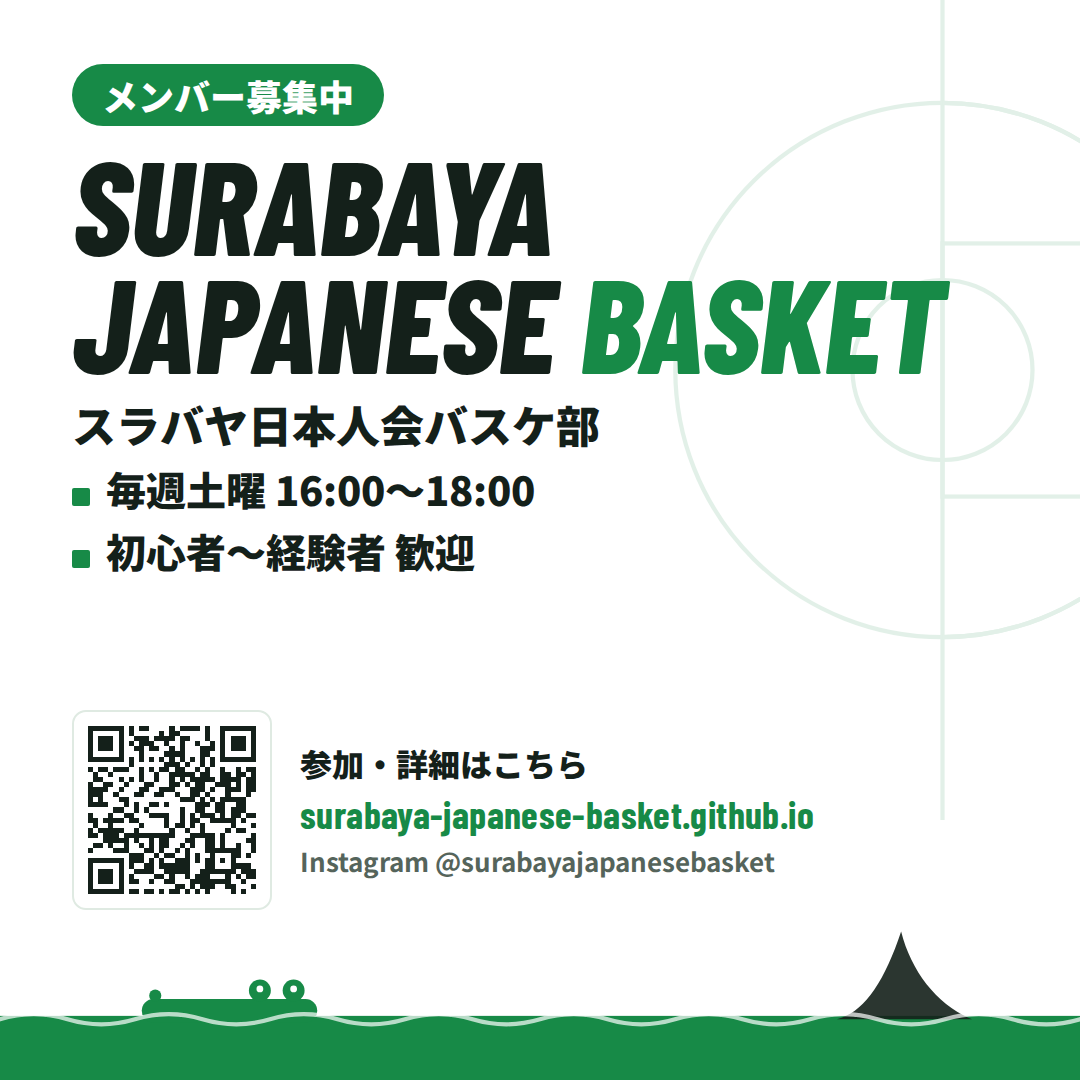 メンバー募集中
SURABAYA
JAPANESE BASKET
スラバヤ日本人会バスケ部
毎週土曜 16:00〜18:00
初心者〜経験者 歓迎
参加・詳細はこちら
surabaya-japanese-basket.github.io
Instagram @surabayajapanesebasket